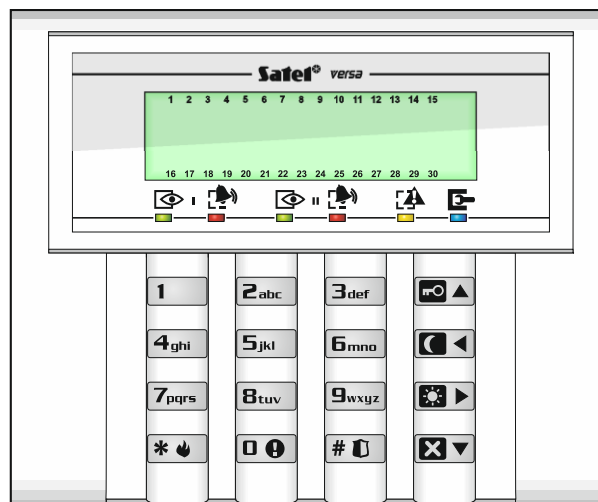 Satel versa
1 2 3 4 5 6 7 8 9 10 11 12 13 14 15
16 17 18 19 20 21 22 23 24 25 26 27 28 29 30
I II
1 2abc 3def
4ghi 5jkl 6mno
7pqrs 8tuv 9wxyz
* 0 #